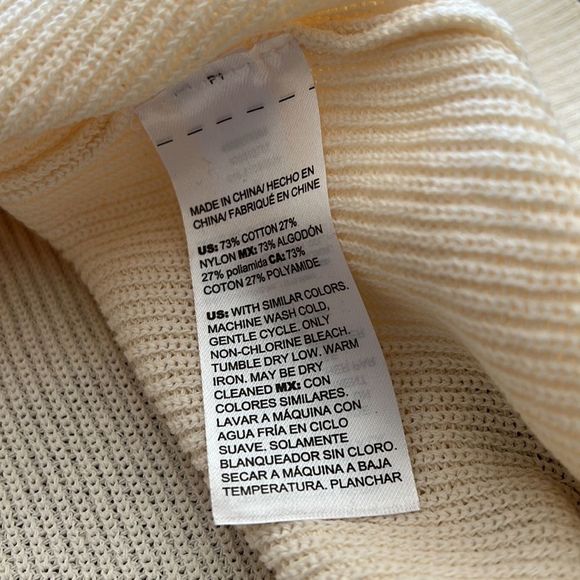 MADE IN CHINA/ HECHO EN
CHINA/ FABRIQUÉ EN CHINE
US: 73% COTTON 27%
NYLON MX: 73% ALGODÓN
27% poliamida CA: 73%
COTON 27% POLYAMIDE
US: WITH SIMILAR COLORS.
MACHINE WASH COLD,
GENTLE CYCLE. ONLY
NON-CHLORINE BLEACH.
TUMBLE DRY LOW. WARM
IRON. MAY BE DRY
CLEANED MX: CON
COLORES SIMILARES.
LAVAR A MÁQUINA CON
AGUA FRÍA EN CICLO
SUAVE. SOLAMENTE
BLANQUEADOR SIN CLORO.
SECAR A MÁQUINA A BAJA
TEMPERATURA. PLANCHAR